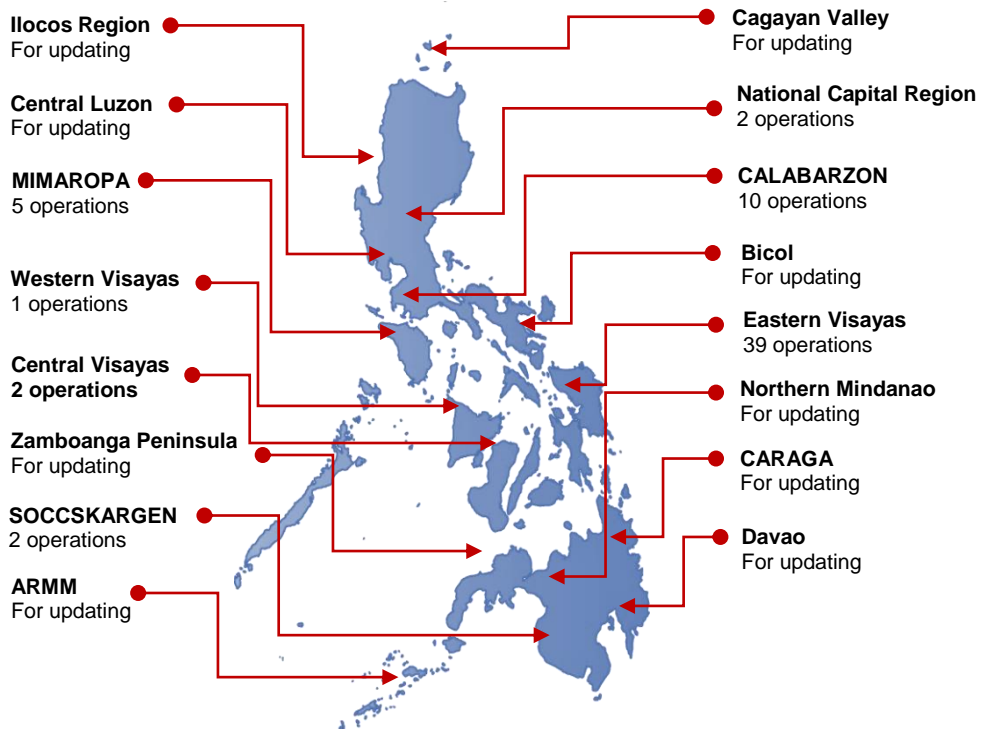 Ilocos Region
For updating
Central Luzon
For updating
MIMAROPA
5 operations
Western Visayas
1 operations
Central Visayas
2 operations
Zamboanga Peninsula
For updating
SOCCSKARGEN
2 operations
ARMM
For updating
Cagayan Valley
For updating
National Capital Region
2 operations
CALABARZON
10 operations
Bicol
For updating
Eastern Visayas
39 operations
Northern Mindanao
For updating
CARAGA
For updating
Davao
For updating